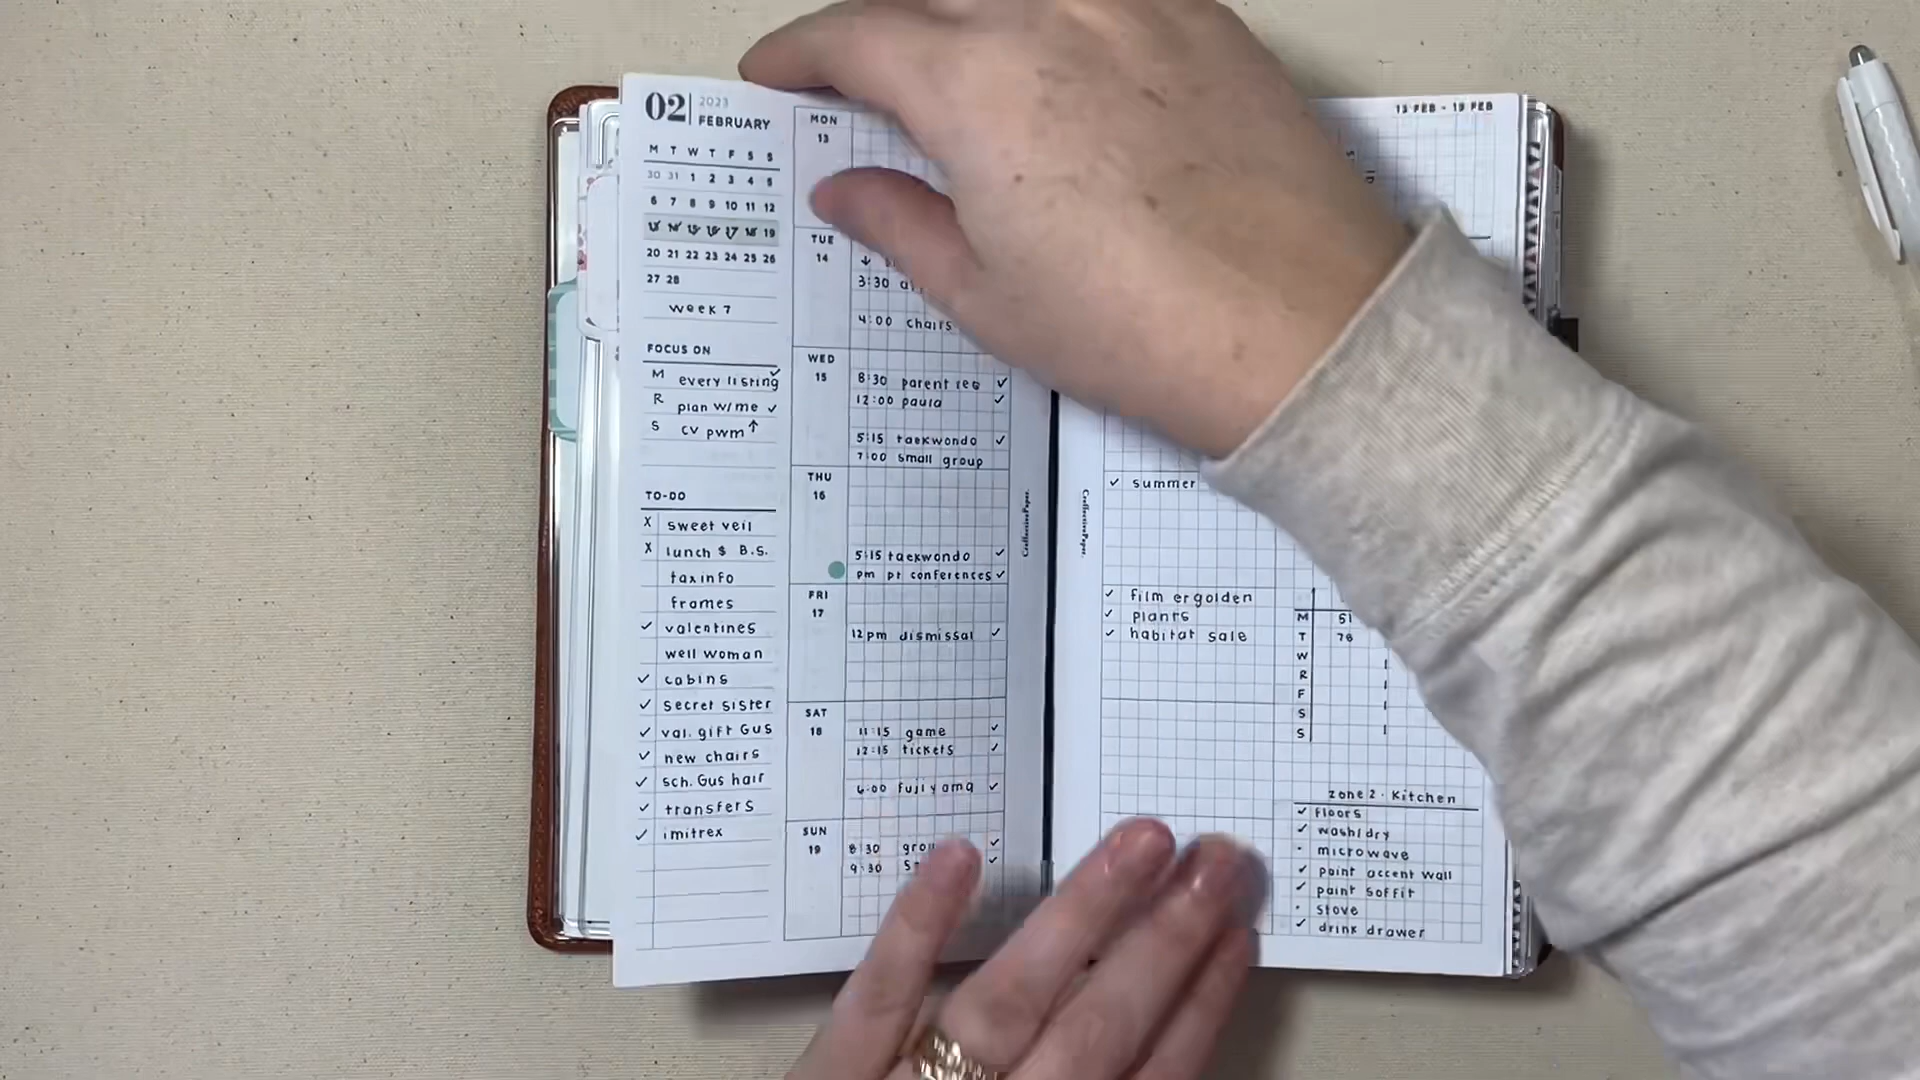 02 2023
FEBRUARY
M T W T F S S
30 31 1 2 3 4 5
6 7 8 9 10 11 12
13 14 15 16 17 18 19
20 21 22 23 24 25 26
27 28
week 7
FOCUS ON
M every listing ✓
R plan w/me ✓
S cv pwm ↑
TO-DO
X sweet veil
X lunch $ B.S.
tax info
frames
✓ valentines
well woman
✓ cabins
✓ secret sister
✓ val. gift Gus
✓ new chairs
✓ sch. Gus hair
✓ transfers
✓ imitrex
MON
13
TUE
14
↓
3:30
4:00 chairs
WED
15
8:30 parent req ✓
12:00 paula ✓
5:15 taekwondo ✓
7:00 small group
THU
16
5:15 taekwondo ✓
pm pt conferences ✓
FRI
17
12pm dismissal ✓
SAT
18
11:15 game ✓
12:15 tickets ✓
6:00 fujiyama ✓
SUN
19
8:30 ✓
9:30 ✓
13 FEB - 19 FEB
✓ summer
✓ film ergolden
✓ plants
✓ habitat sale
M 51
T 78
W
R
F
S
S
zone 2 - Kitchen
✓ floors
✓ wash/dry
· microwave
✓ paint accent wall
✓ paint soffit
· stove
✓ drink drawer